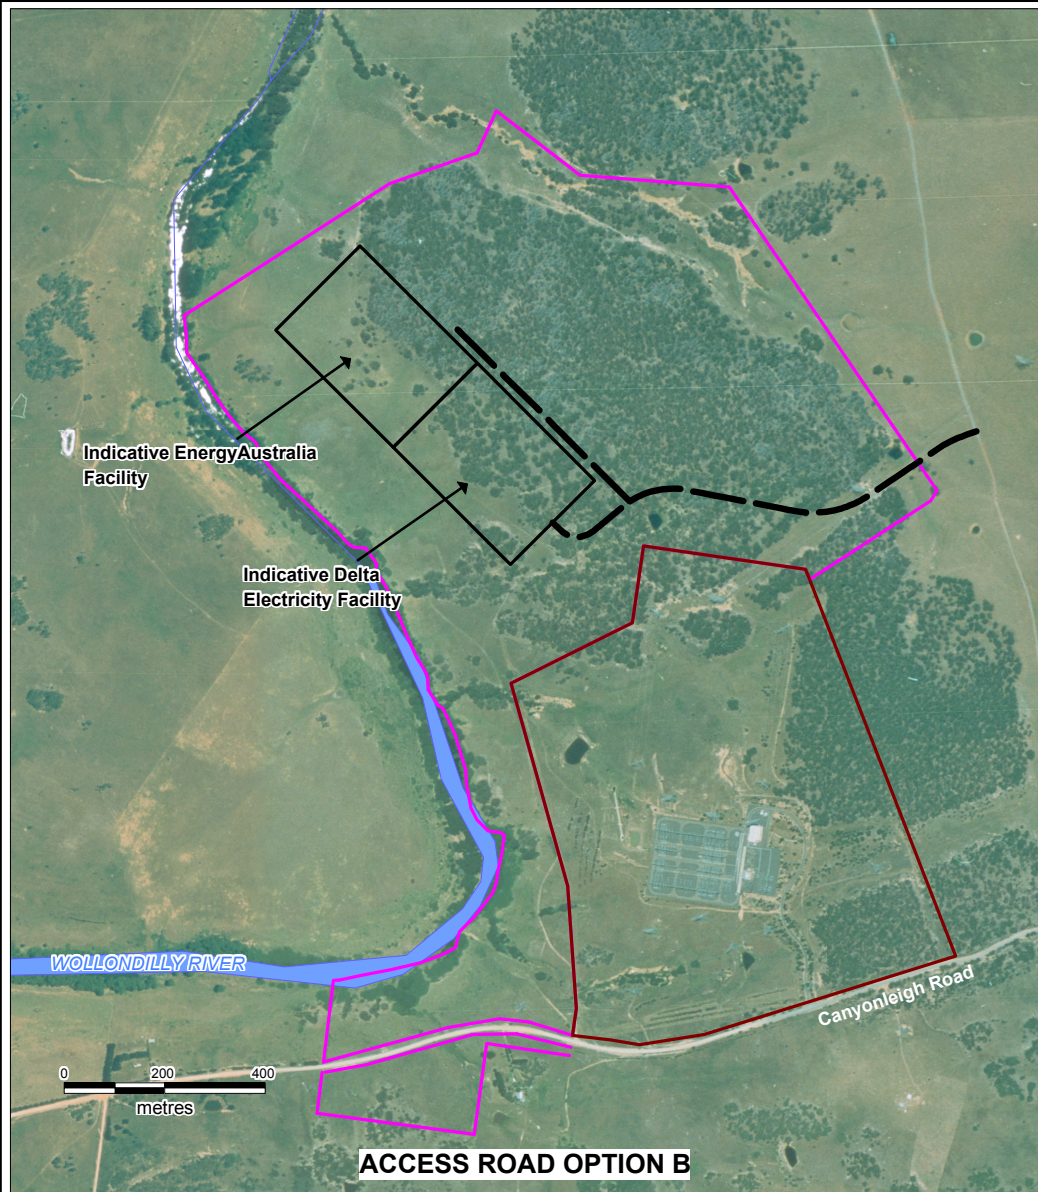 Indicative EnergyAustralia
Facility
Indicative Delta
Electricity Facility
WOLLONDILLY RIVER
Canyonleigh Road
0 200 400
metres
ACCESS ROAD OPTION B